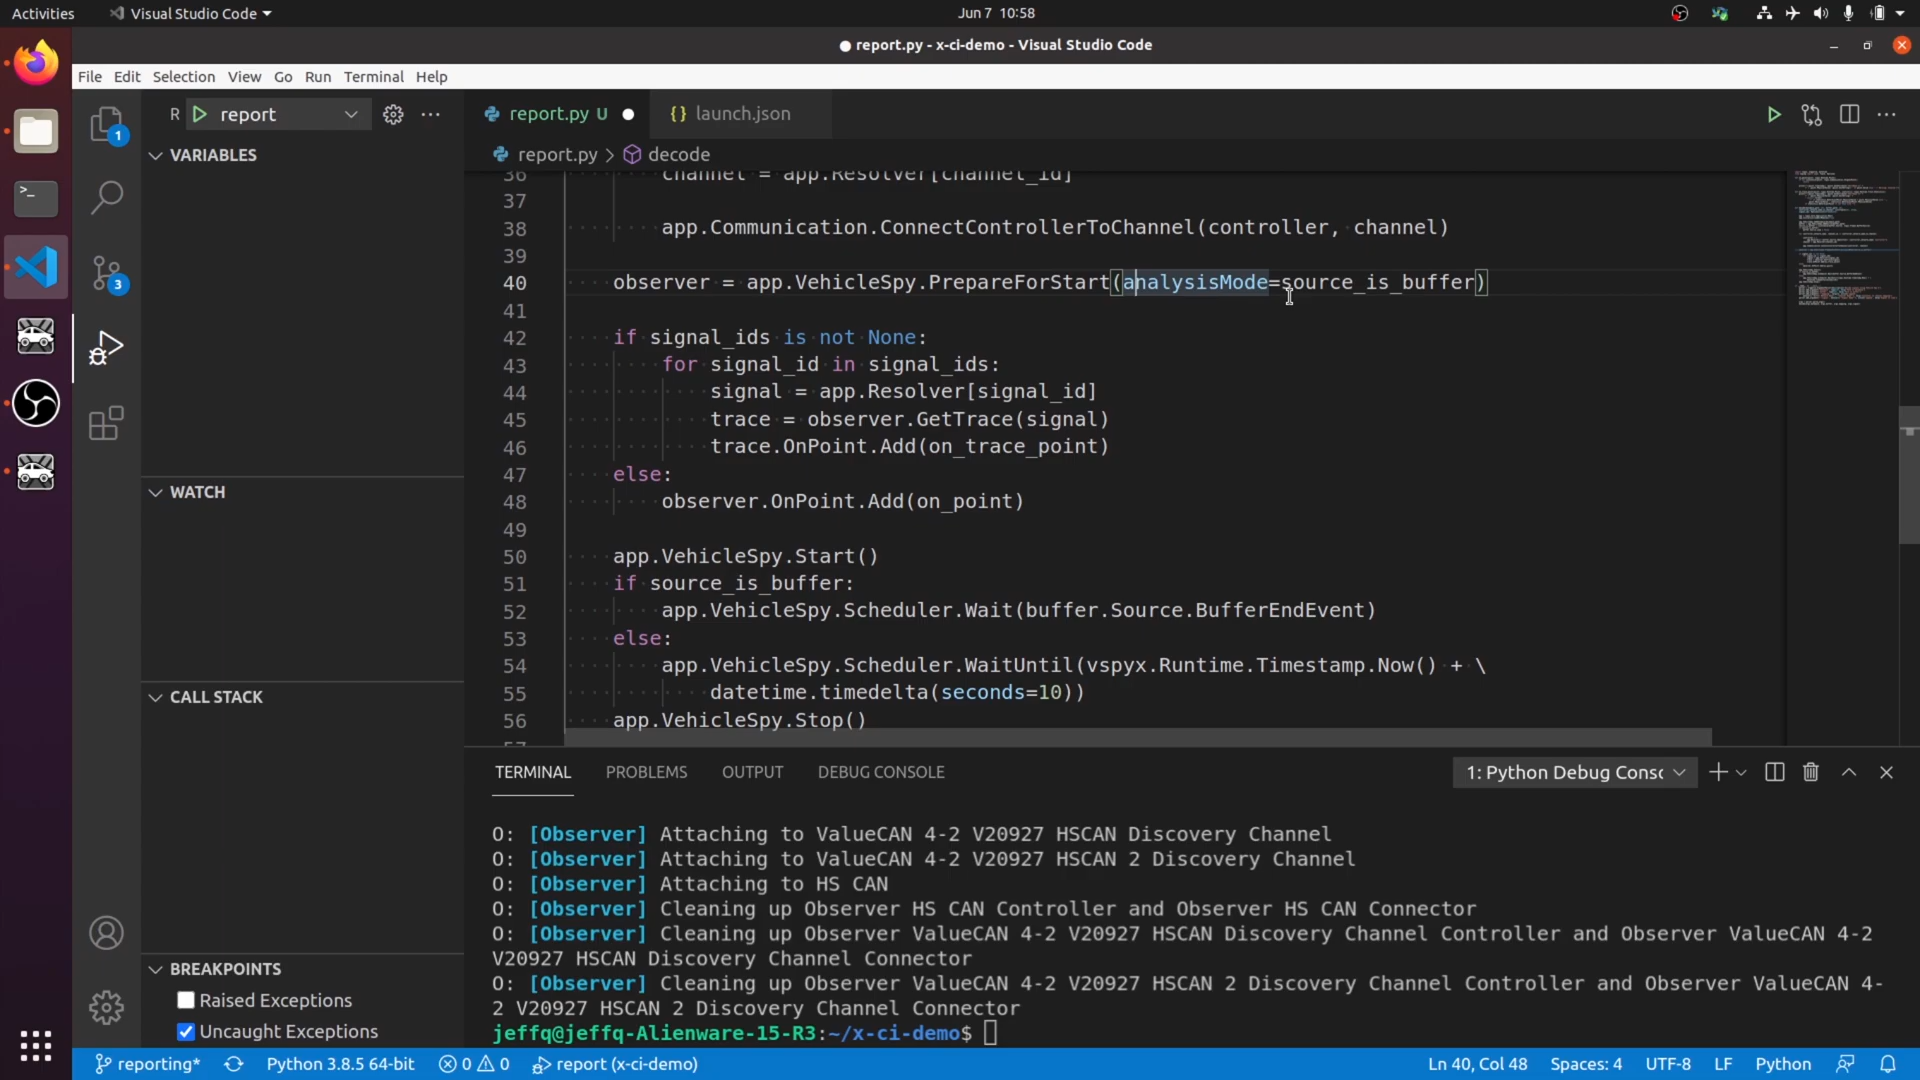 Activities
Visual Studio Code
Jun 7 10:58
● report.py - x-ci-demo - Visual Studio Code
File Edit Selection View Go Run Terminal Help
1
3
R report
VARIABLES
WATCH
CALL STACK
BREAKPOINTS
Raised Exceptions
Uncaught Exceptions
report.py U
{} launch.json
report.py > decode
36 channel = app.Resolver[channel_id]
37
38 app.Communication.ConnectControllerToChannel(controller, channel)
39
40 observer = app.VehicleSpy.PrepareForStart(analysisMode=source_is_buffer)
41
42 if signal_ids is not None:
43 for signal_id in signal_ids:
44 signal = app.Resolver[signal_id]
45 trace = observer.GetTrace(signal)
46 trace.OnPoint.Add(on_trace_point)
47 else:
48 observer.OnPoint.Add(on_point)
49
50 app.VehicleSpy.Start()
51 if source_is_buffer:
52 app.VehicleSpy.Scheduler.Wait(buffer.Source.BufferEndEvent)
53 else:
54 app.VehicleSpy.Scheduler.WaitUntil(vspyx.Runtime.Timestamp.Now() + \
55 datetime.timedelta(seconds=10))
56 app.VehicleSpy.Stop()
57
TERMINAL PROBLEMS OUTPUT DEBUG CONSOLE
1: Python Debug Consc
O: [Observer] Attaching to ValueCAN 4-2 V20927 HSCAN Discovery Channel
O: [Observer] Attaching to ValueCAN 4-2 V20927 HSCAN 2 Discovery Channel
O: [Observer] Attaching to HS CAN
O: [Observer] Cleaning up Observer HS CAN Controller and Observer HS CAN Connector
O: [Observer] Cleaning up Observer ValueCAN 4-2 V20927 HSCAN Discovery Channel Controller and Observer ValueCAN 4-2
V20927 HSCAN Discovery Channel Connector
O: [Observer] Cleaning up Observer ValueCAN 4-2 V20927 HSCAN 2 Discovery Channel Controller and Observer ValueCAN 4-
2 V20927 HSCAN 2 Discovery Channel Connector
jeffq@jeffq-Alienware-15-R3:~/x-ci-demo$
reporting* Python 3.8.5 64-bit 0 0 report (x-ci-demo)
Ln 40, Col 48 Spaces: 4 UTF-8 LF Python